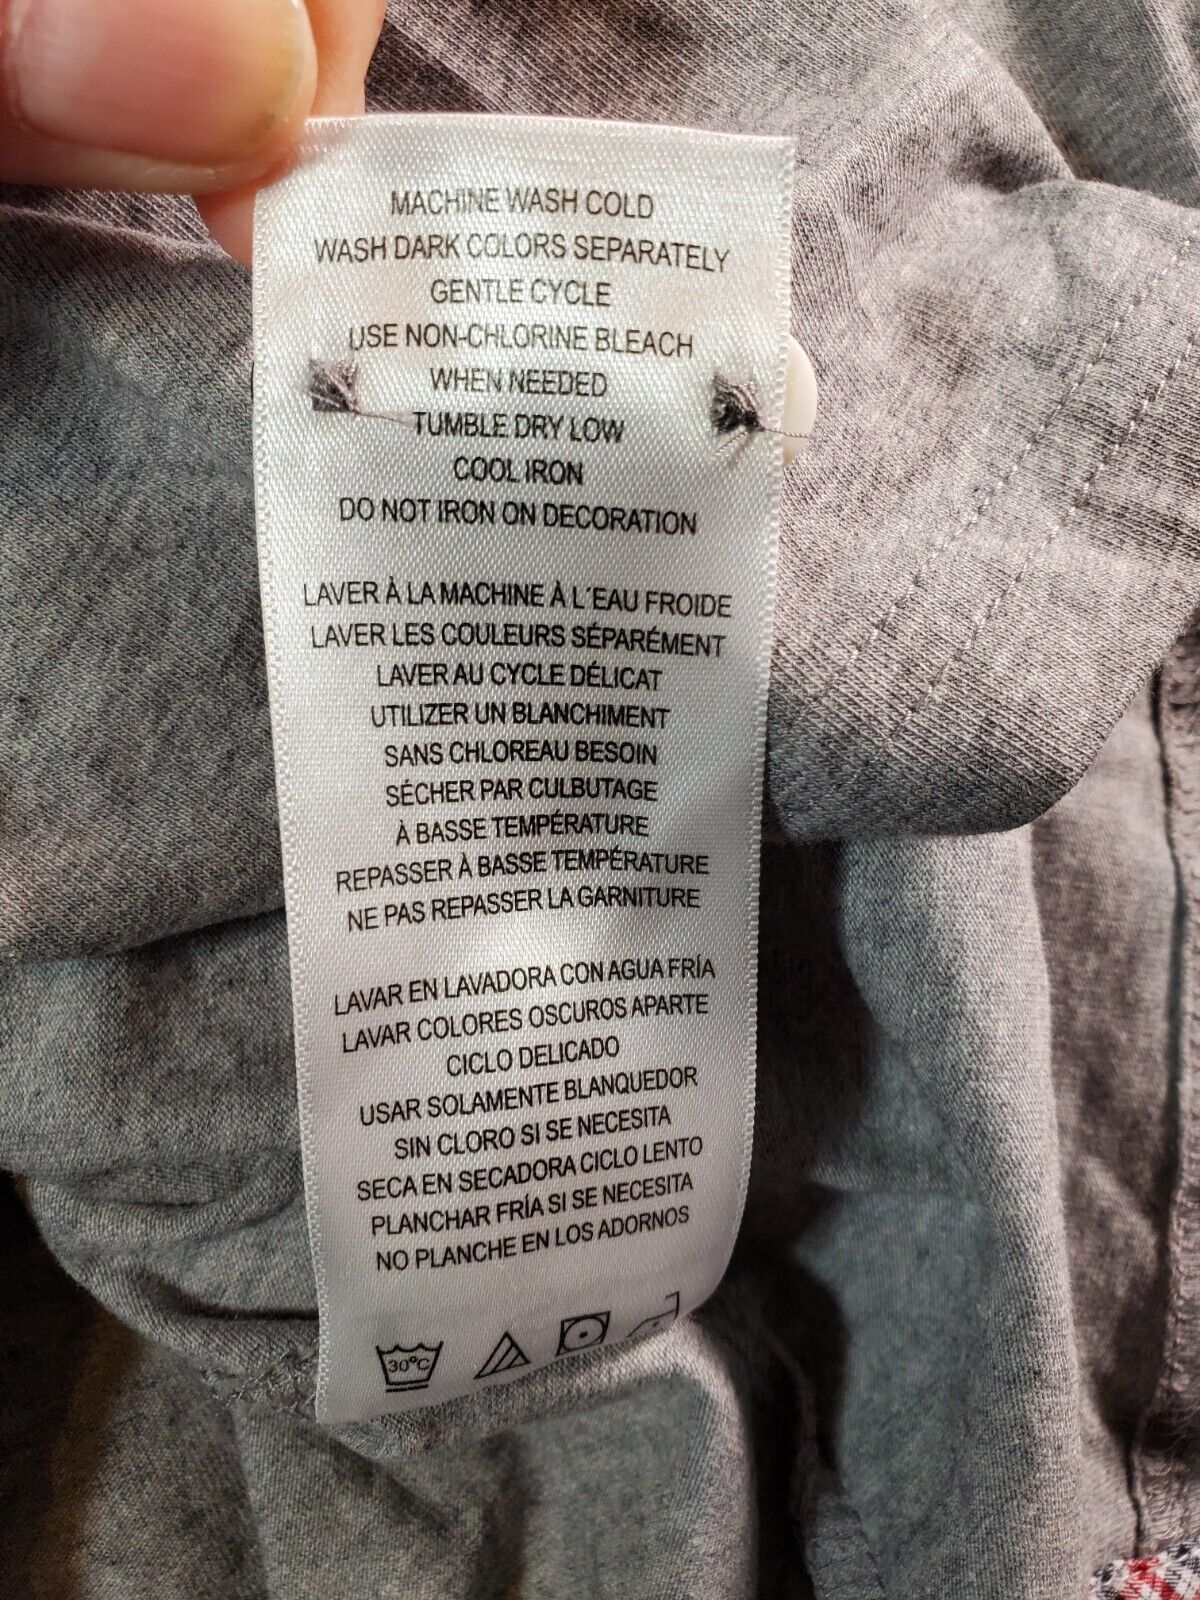 MACHINE WASH COLD
WASH DARK COLORS SEPARATELY
GENTLE CYCLE
USE NON-CHLORINE BLEACH
WHEN NEEDED
TUMBLE DRY LOW
COOL IRON
DO NOT IRON ON DECORATION
LAVER À LA MACHINE À L´EAU FROIDE
LAVER LES COULEURS SÉPARÉMENT
LAVER AU CYCLE DÉLICAT
UTILIZER UN BLANCHIMENT
SANS CHLOREAU BESOIN
SÉCHER PAR CULBUTAGE
À BASSE TEMPÉRATURE
REPASSER À BASSE TEMPÉRATURE
NE PAS REPASSER LA GARNITURE
LAVAR EN LAVADORA CON AGUA FRÍA
LAVAR COLORES OSCUROS APARTE
CICLO DELICADO
USAR SOLAMENTE BLANQUEDOR
SIN CLORO SI SE NECESITA
SECA EN SECADORA CICLO LENTO
PLANCHAR FRÍA SI SE NECESITA
NO PLANCHE EN LOS ADORNOS
30°C